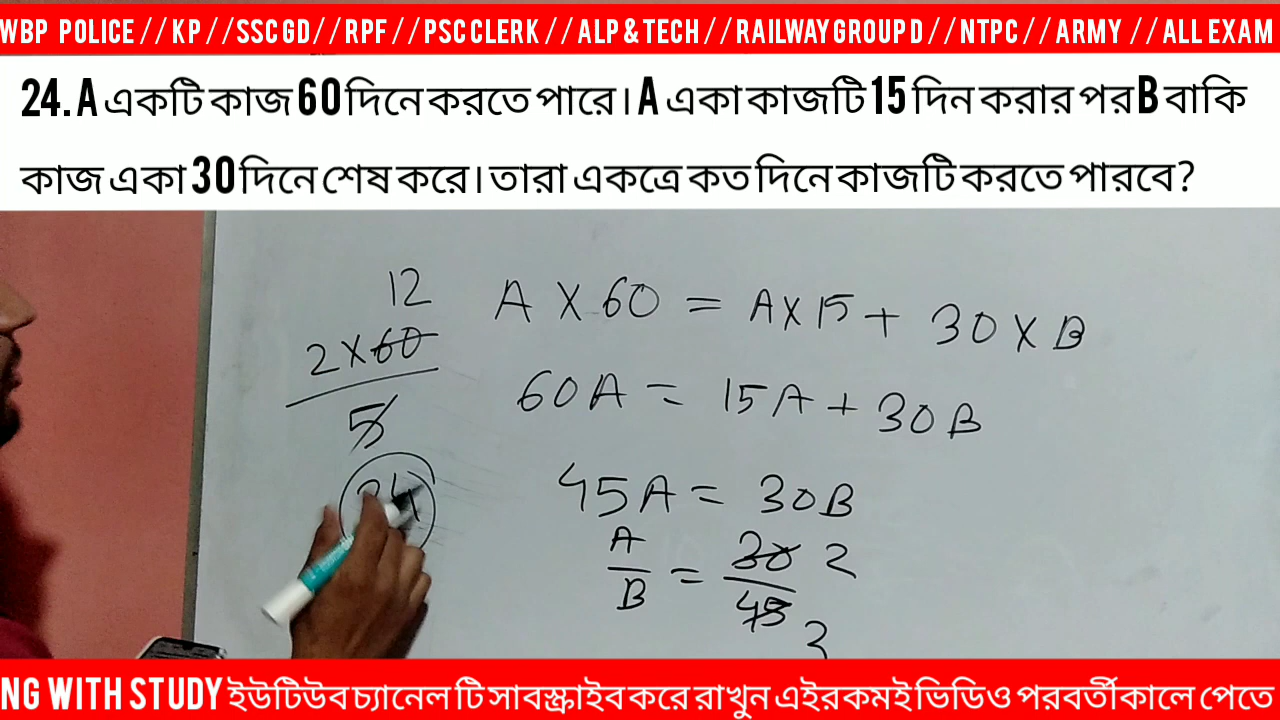 WBP POLICE // KP // SSC GD // RPF // PSC CLERK // ALP & TECH // RAILWAY GROUP D // NTPC // ARMY // ALL EXAM
24. A একটি কাজ 60 দিনে করতে পারে। A একা কাজটি 15 দিন করার পর B বাকি
কাজ একা 30 দিনে শেষ করে। তারা একত্রে কত দিনে কাজটি করতে পারবে?
12
2 X 60
5
24
A X 60 = A X 15 + 30 X B
60A = 15A + 30B
45A = 30B
A/B = 30/45 2
3
NG WITH STUDY ইউটিউব চ্যানেল টি সাবস্ক্রাইব করে রাখুন এইরকমই ভিডিও পরবর্তীকালে পেতে